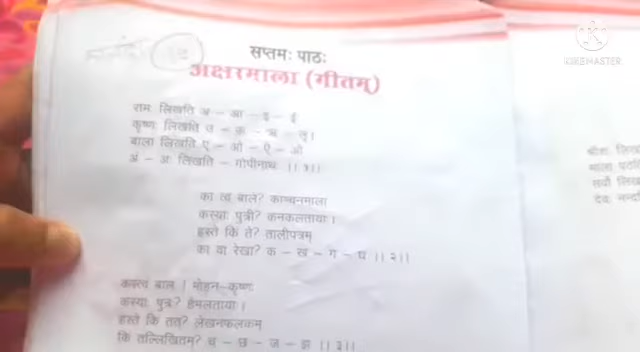 सप्तमः पाठः
अक्षरमाला (गीतम्)
रामः लिखति अ – आ – इ – ई
कृष्णः लिखति उ – ऊ – ऋ – लृ।
बाला लिखति ए – ओ – ऐ – औ
अं – अः लिखति – गोपीनाथः ।।१।।
का त्वं बाले? काञ्चनमाला
कस्याः पुत्री? कनकलतायाः।
हस्ते किं ते? तालीपत्रम्
का वा रेखा? क – ख – ग – घ ।।२।।
कस्त्वं बाल | मोहन–कृष्णः
कस्याः पुत्रः? हेमलतायाः।
हस्ते किं तत्? लेखनफलकम्
किं तल्लिखितम्? च – छ – ज – झ ।।३।।
KINEMASTER